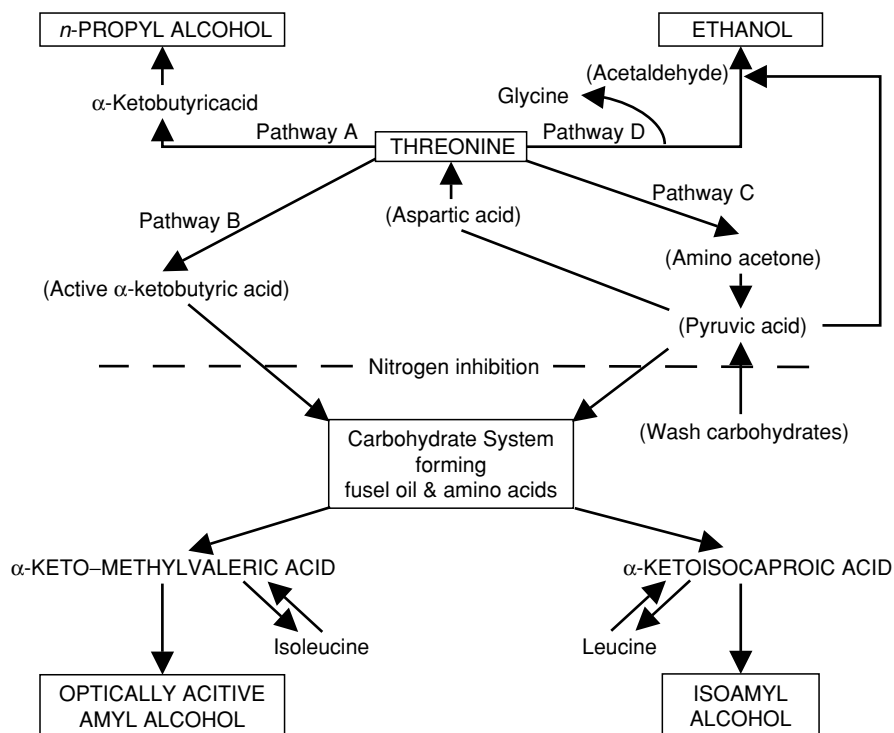 n-PROPYL ALCOHOL
ETHANOL
(Acetaldehyde)
Glycine
α-Ketobutyricacid
Pathway A
THREONINE
Pathway D
Pathway C
(Aspartic acid)
Pathway B
(Amino acetone)
(Active α-ketobutyric acid)
(Pyruvic acid)
Nitrogen inhibition
(Wash carbohydrates)
Carbohydrate System
forming
fusel oil & amino acids
α-KETO–METHYLVALERIC ACID
α-KETOISOCAPROIC ACID
Isoleucine
Leucine
OPTICALLY ACITIVE
AMYL ALCOHOL
ISOAMYL
ALCOHOL